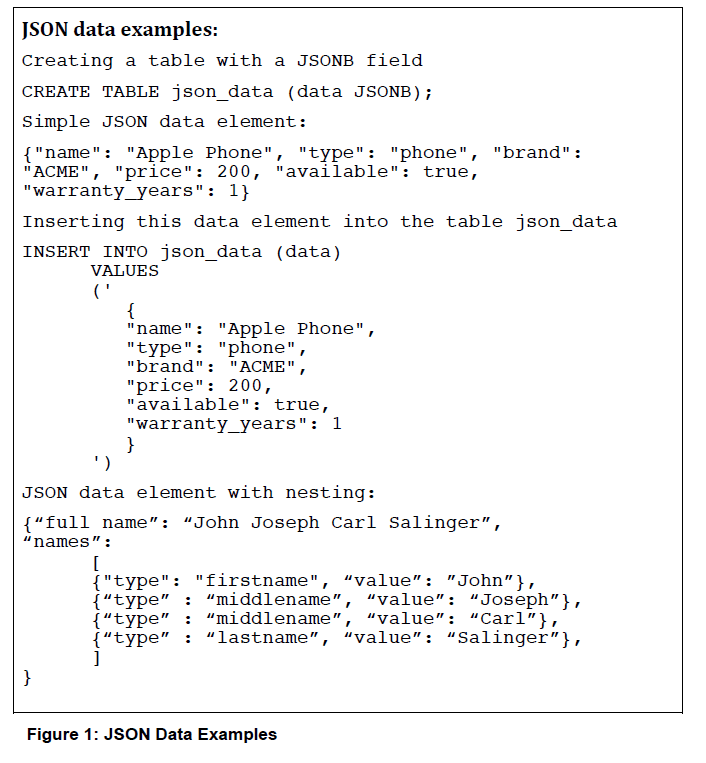 JSON data examples:
Creating a table with a JSONB field
CREATE TABLE json_data (data JSONB);
Simple JSON data element:
{"name": "Apple Phone", "type": "phone", "brand":
"ACME", "price": 200, "available": true,
"warranty_years": 1}
Inserting this data element into the table json_data
INSERT INTO json_data (data)
VALUES
('
{
"name": "Apple Phone",
"type": "phone",
"brand": "ACME",
"price": 200,
"available": true,
"warranty_years": 1
}
')
JSON data element with nesting:
{“full name”: “John Joseph Carl Salinger”,
“names”:
[
{"type": "firstname", “value”: ”John”},
{“type” : “middlename”, “value”: “Joseph”},
{“type” : “middlename”, “value”: “Carl”},
{“type” : “lastname”, “value”: “Salinger”},
]
}
Figure 1: JSON Data Examples